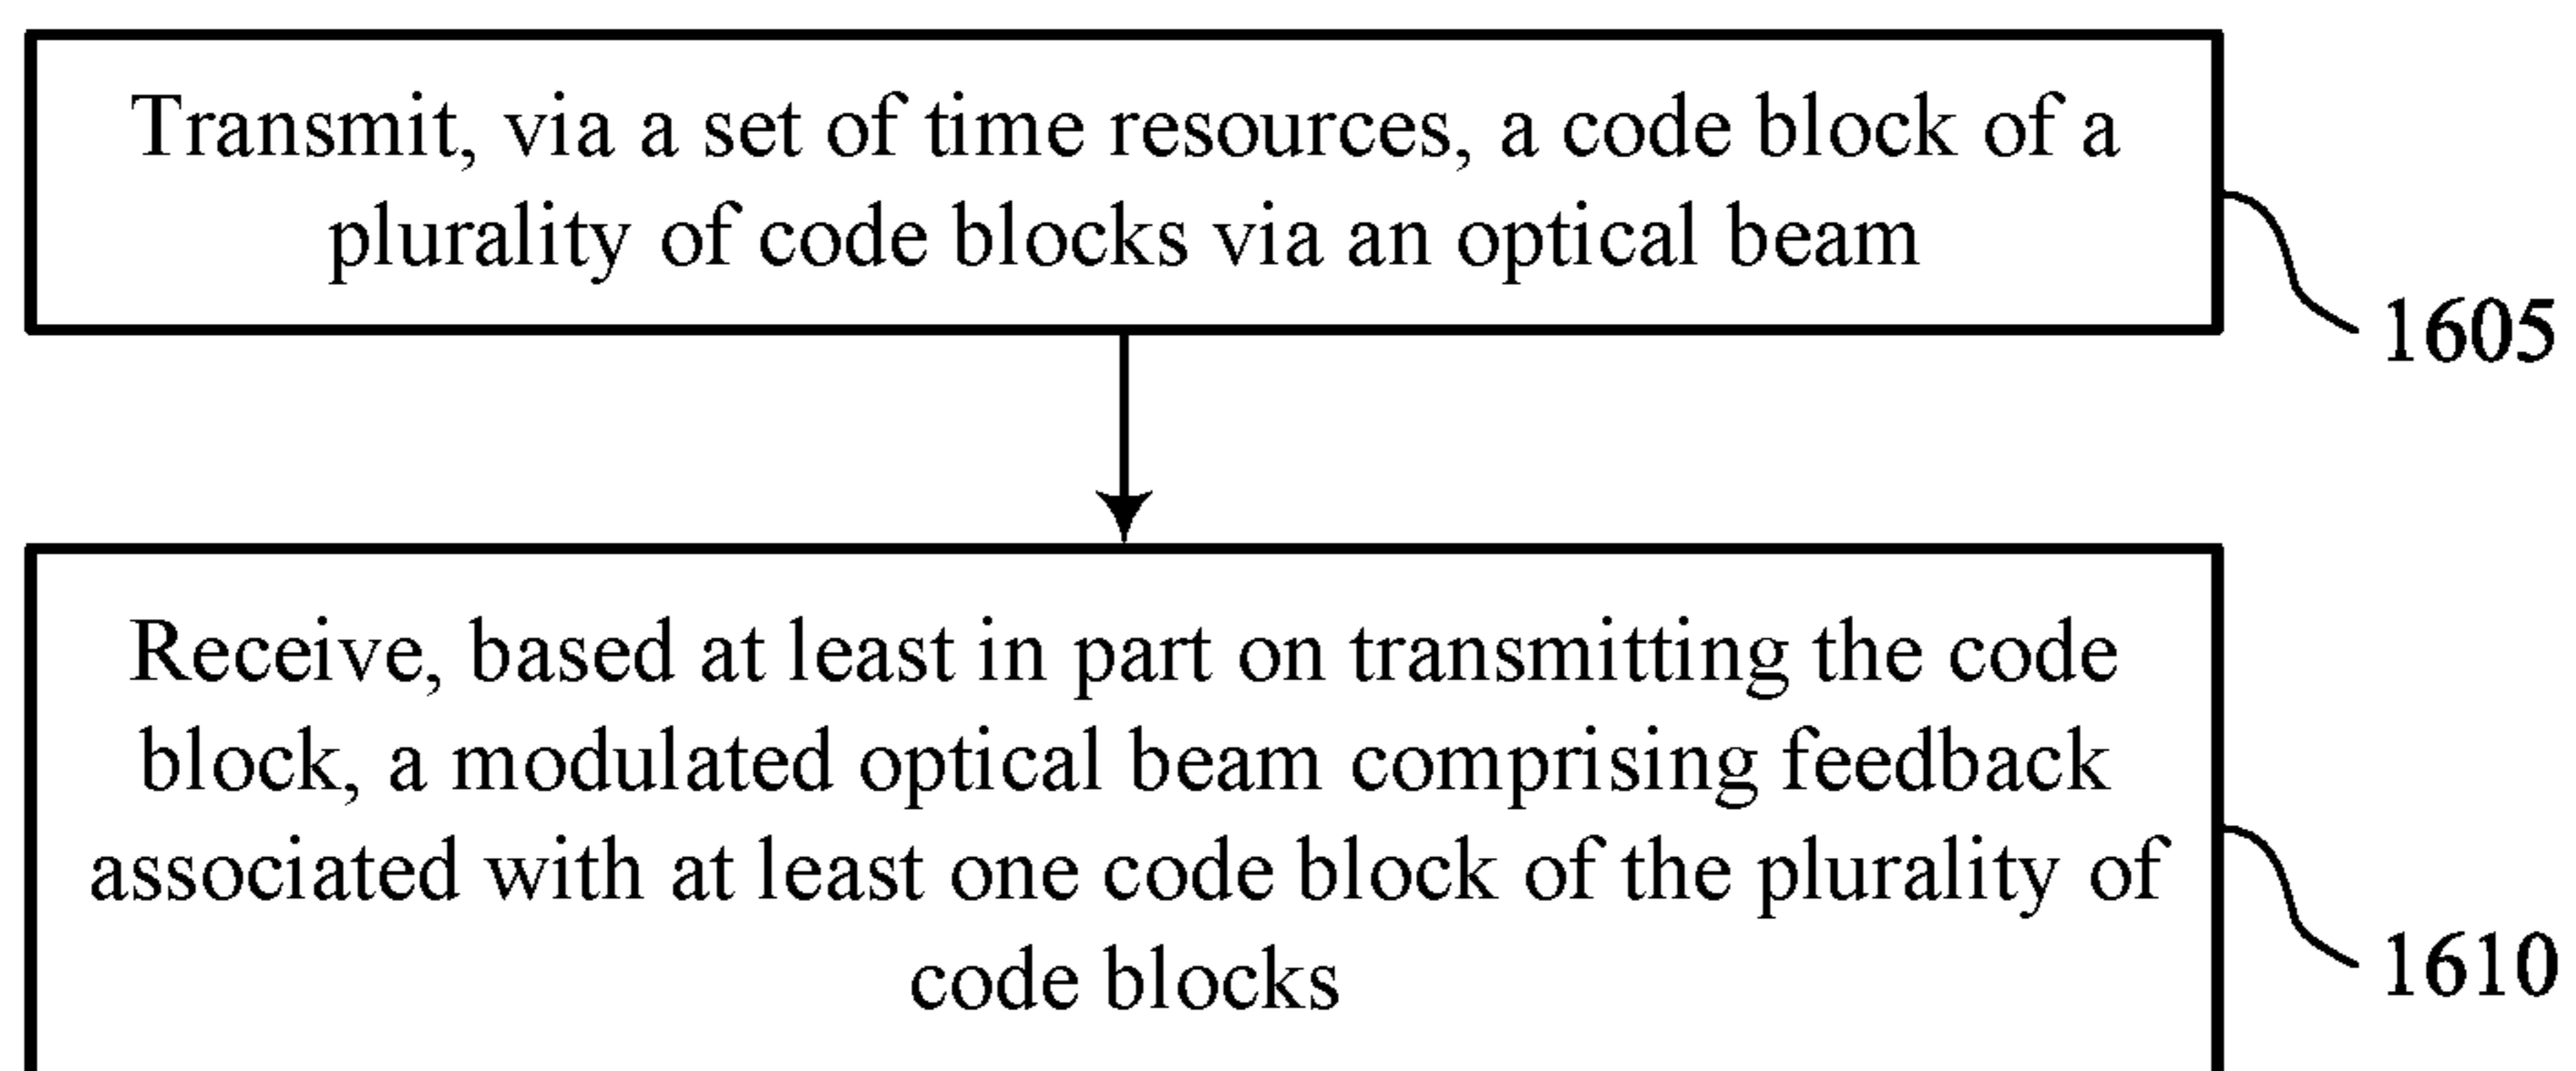 Transmit, via a set of time resources, a code block of a
plurality of code blocks via an optical beam
1605
Receive, based at least in part on transmitting the code
block, a modulated optical beam comprising feedback
associated with at least one code block of the plurality of
code blocks
1610